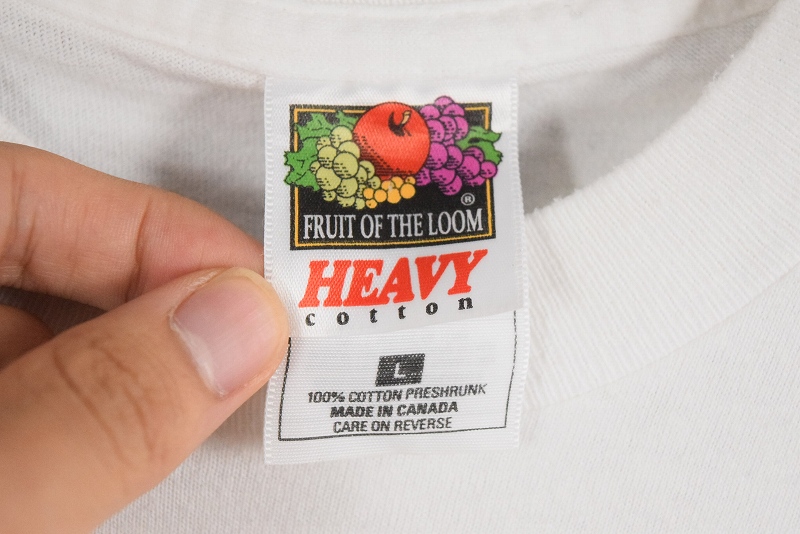 ®
FRUIT OF THE LOOM
HEAVY
cotton
L
100% COTTON PRESHRUNK
MADE IN CANADA
CARE ON REVERSE